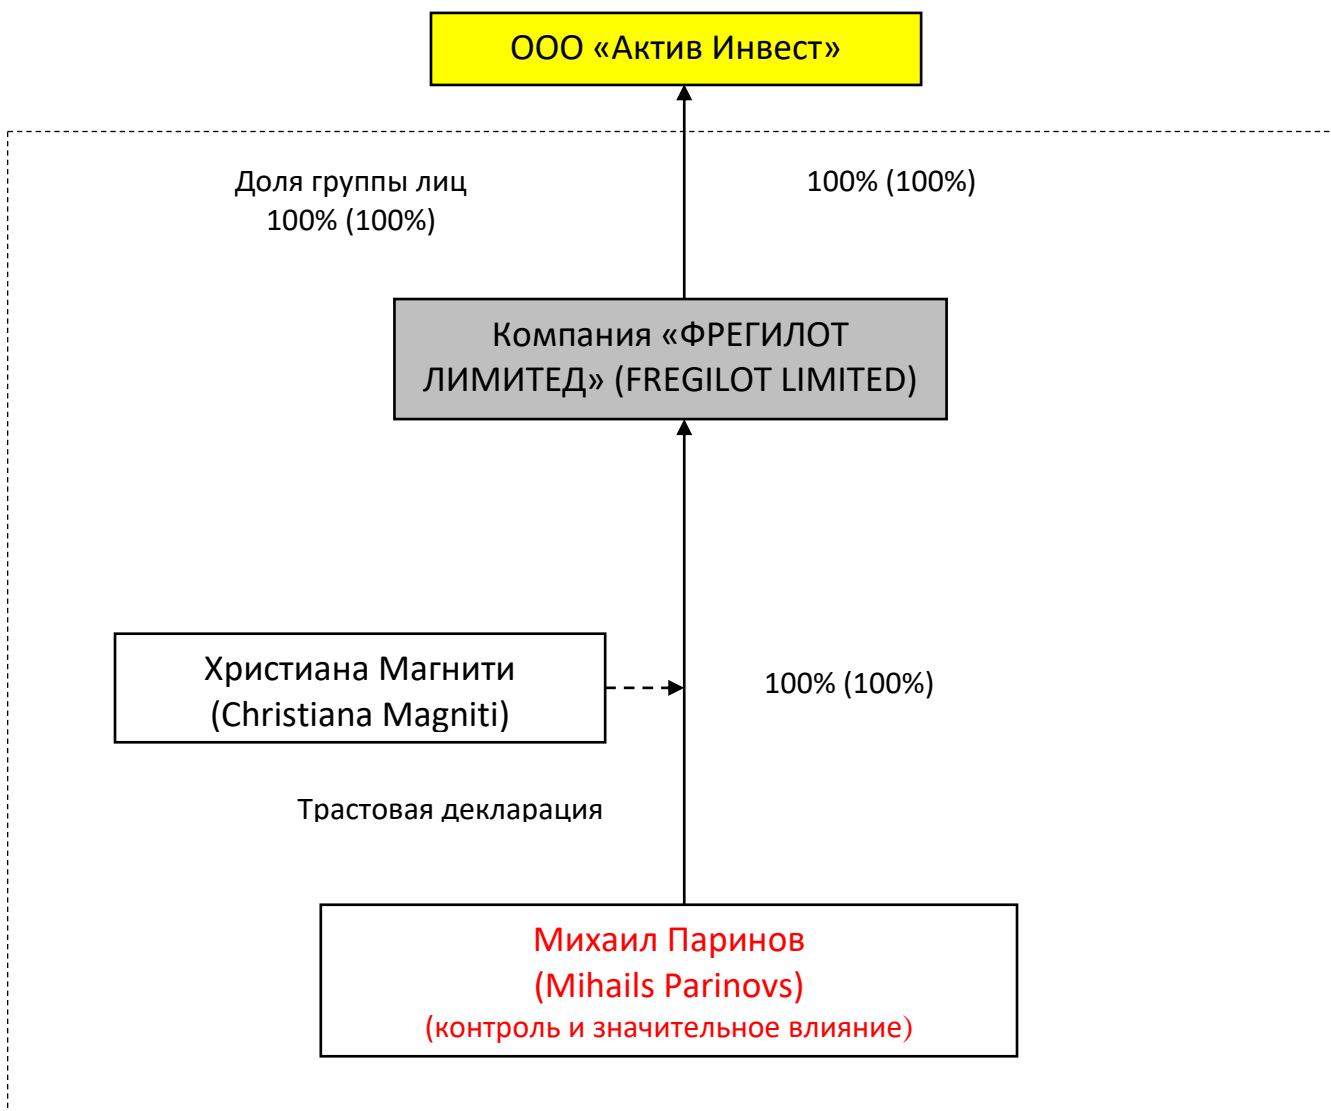 ООО «Актив Инвест»
Доля группы лиц
100% (100%)
100% (100%)
Компания «ФРЕГИЛОТ
ЛИМИТЕД» (FREGILOT LIMITED)
Христиана Магнити
(Christiana Magniti)
100% (100%)
Трастовая декларация
Михаил Паринов
(Mihails Parinovs)
(контроль и значительное влияние)